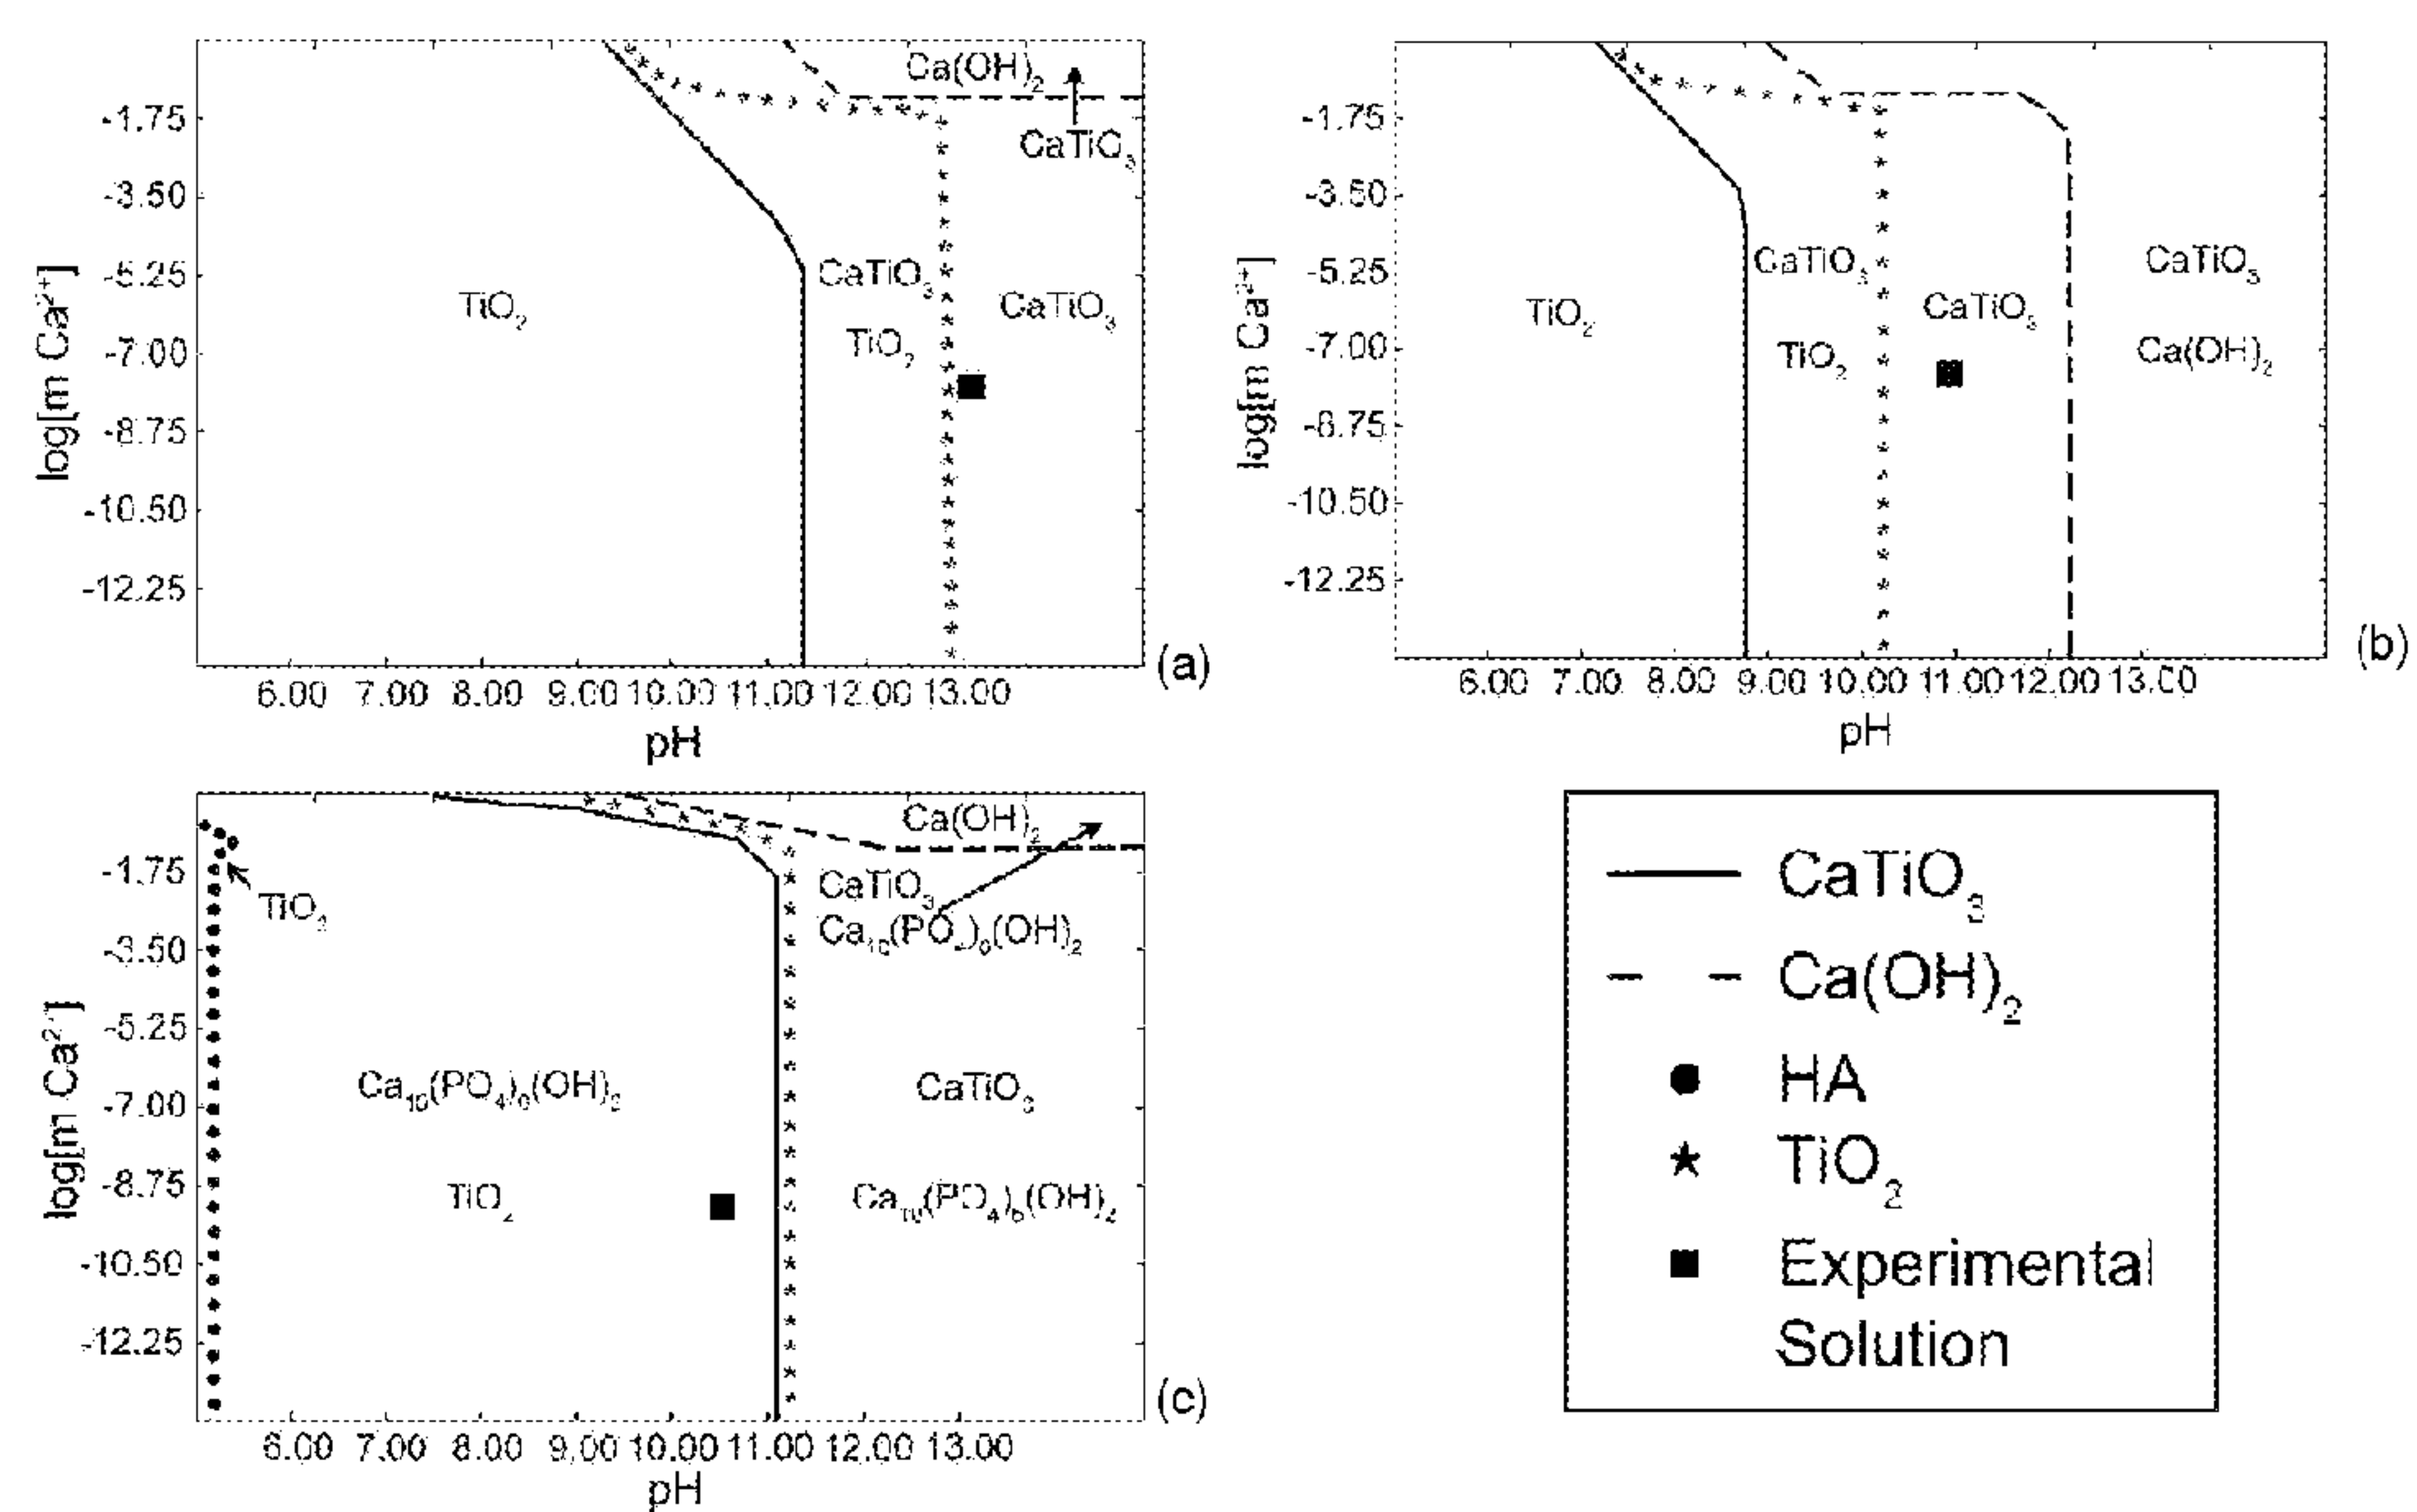 Ca(OH)₂
CaTiO₃
TiO₂
CaTiO₃
TiO₂
CaTiO₃
-1.75
-3.50
-5.25
-7.00
-8.75
-10.50
-12.25
log[m Ca²⁺]
6.00 7.00 8.00 9.00 10.00 11.00 12.00 13.00
pH
(a)
TiO₂
CaTiO₃
TiO₂
CaTiO₃
CaTiO₃
Ca(OH)₂
-1.75
-3.50
-5.25
-7.00
-8.75
-10.50
-12.25
log[m Ca²⁺]
6.00 7.00 8.00 9.00 10.00 11.00 12.00 13.00
pH
(b)
Ca(OH)₂
TiO₂
CaTiO₃
Ca₁₀(PO₄)₆(OH)₂
Ca₁₀(PO₄)₆(OH)₂
TiO₂
CaTiO₃
Ca₁₀(PO₄)₆(OH)₂
-1.75
-3.50
-5.25
-7.00
-8.75
-10.50
-12.25
log[m Ca²⁺]
6.00 7.00 8.00 9.00 10.00 11.00 12.00 13.00
pH
(c)
CaTiO₃
Ca(OH)₂
HA
TiO₂
Experimental
Solution